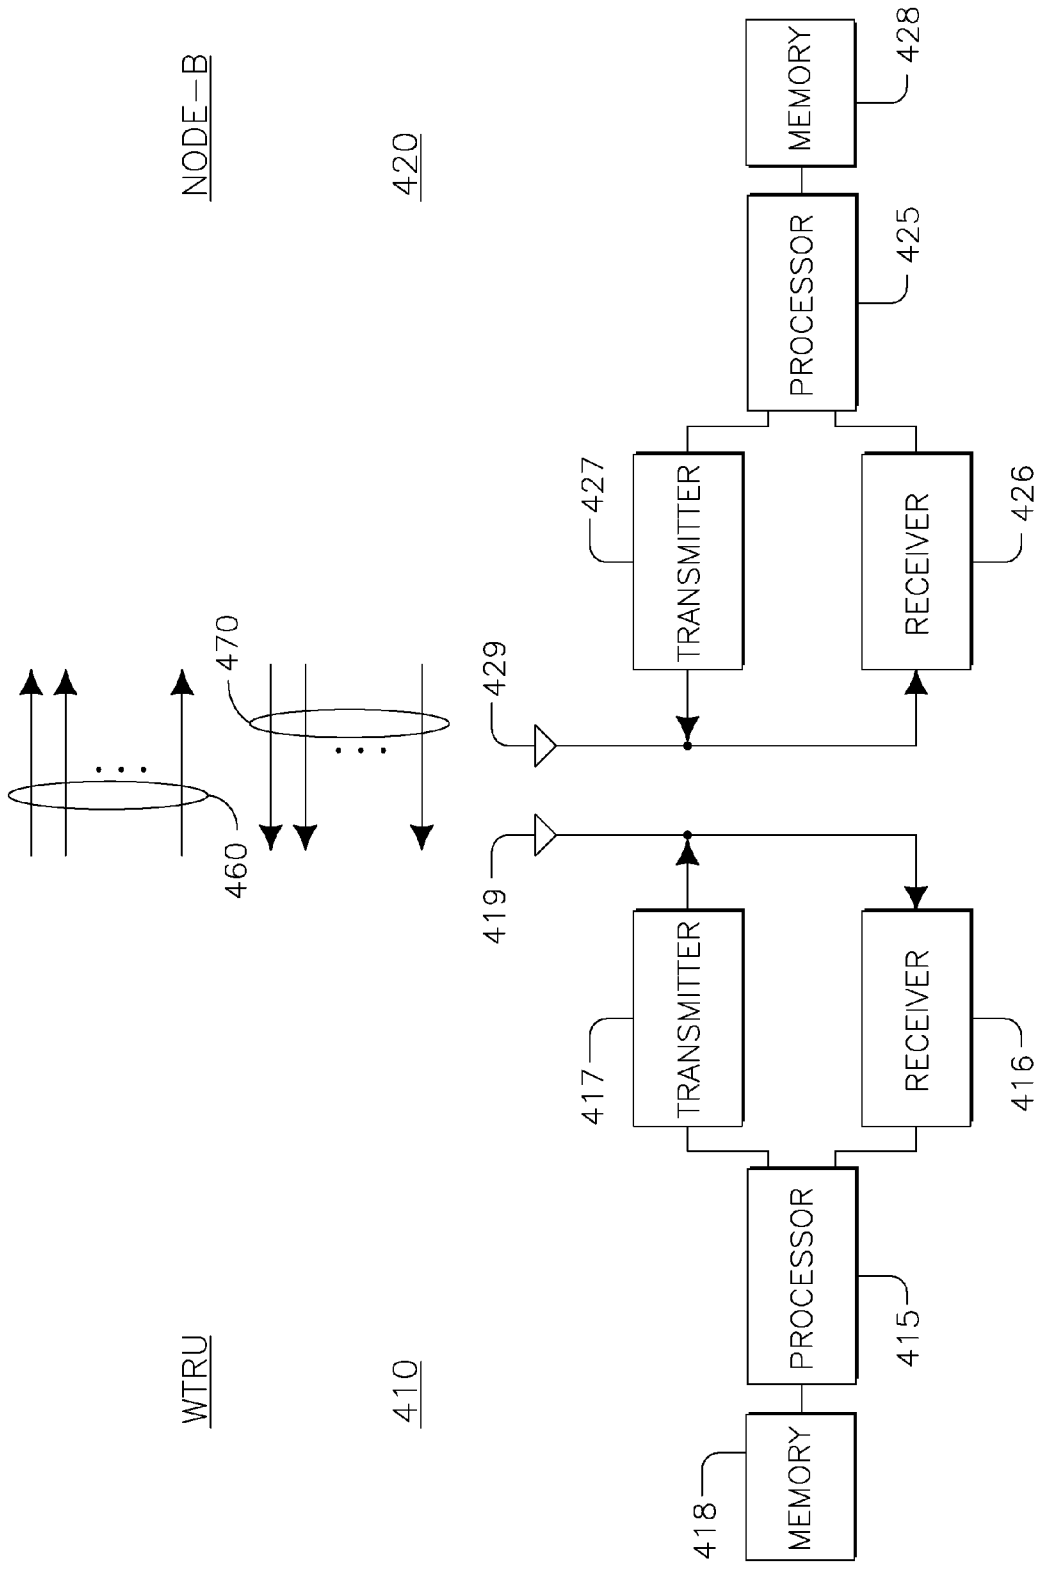 WTRU
NODE-B
460
470
410
420
419
429
417
427
TRANSMITTER
TRANSMITTER
418
MEMORY
PROCESSOR
PROCESSOR
MEMORY
415
425
428
RECEIVER
RECEIVER
416
426